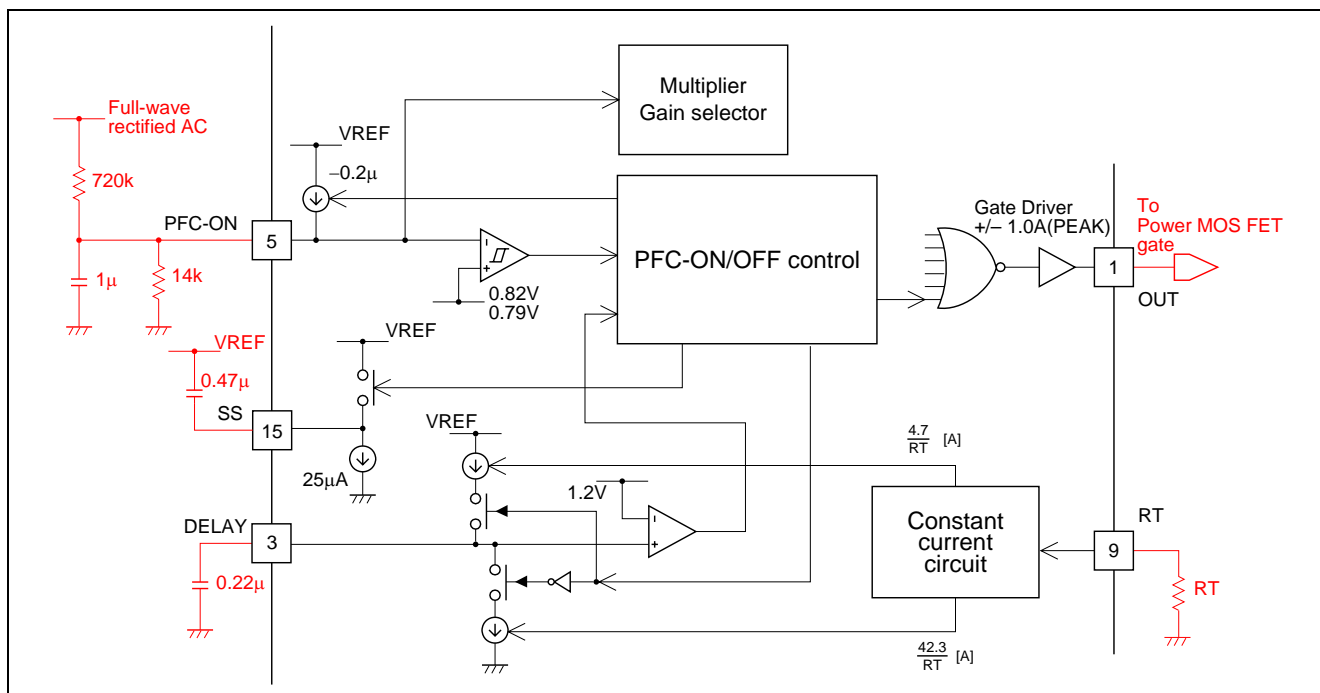 Full-wave
rectified AC
720k
PFC-ON
5
1μ
14k
VREF
−0.2μ
Multiplier
Gain selector
0.82V
0.79V
PFC-ON/OFF control
Gate Driver
+/− 1.0A(PEAK)
1
OUT
To
Power MOS FET
gate
VREF
0.47μ
SS
15
VREF
25μA
VREF
DELAY
3
0.22μ
1.2V
4.7
RT [A]
Constant
current
circuit
42.3
RT [A]
RT
9
RT